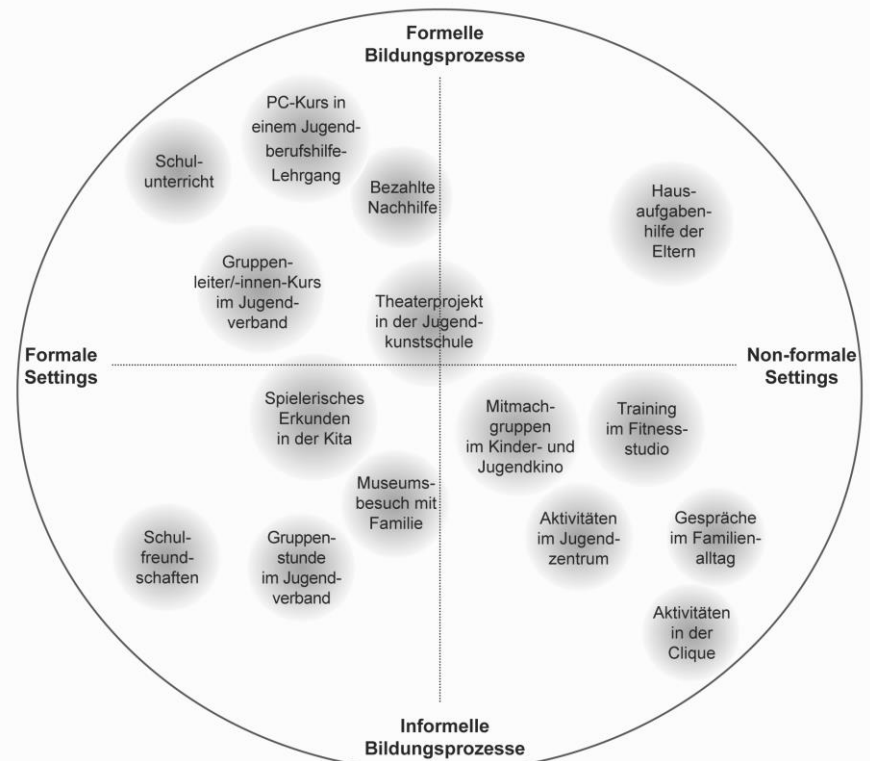 Formelle
Bildungsprozesse
PC-Kurs in
einem Jugend-
berufshilfe-
Lehrgang
Schul-
unterricht
Bezahlte
Nachhilfe
Haus-
aufgaben-
hilfe der
Eltern
Gruppen-
leiter/-innen-Kurs
im Jugend-
verband
Theaterprojekt
in der Jugend-
kunstschule
Formale
Settings
Non-formale
Settings
Spielerisches
Erkunden
in der Kita
Mitmach-
gruppen
im Kinder- und
Jugendkino
Training
im Fitness-
studio
Museums-
besuch mit
Familie
Schul-
freund-
schaften
Gruppen-
stunde
im Jugend-
verband
Aktivitäten
im Jugend-
zentrum
Gespräche
im Familien-
alltag
Aktivitäten
in der
Clique
Informelle
Bildungsprozesse